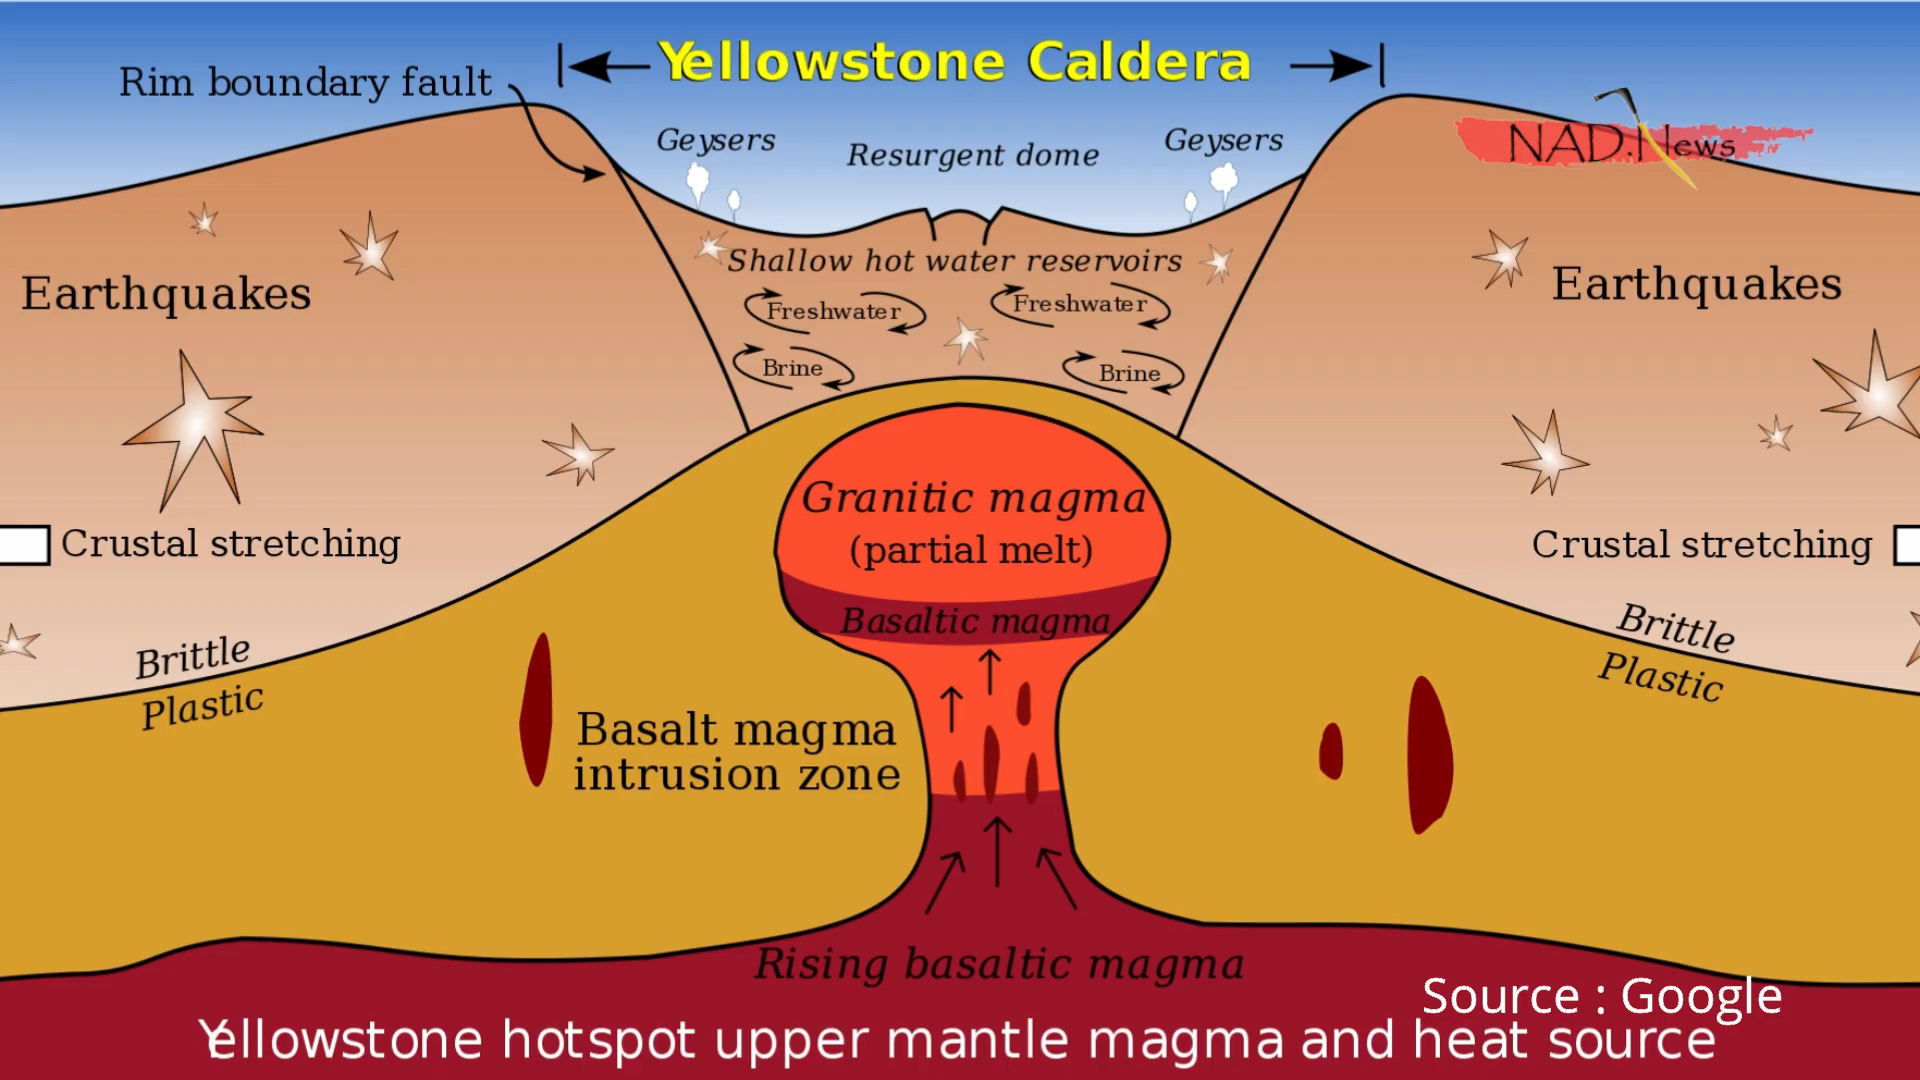 Yellowstone Caldera
Rim boundary fault
NAD.News
Geysers
Resurgent dome
Geysers
Shallow hot water reservoirs
Earthquakes
Earthquakes
Freshwater
Freshwater
Brine
Brine
Granitic magma
(partial melt)
Crustal stretching
Crustal stretching
Basaltic magma
Brittle
Plastic
Brittle
Plastic
Basalt magma
intrusion zone
Rising basaltic magma
Source : Google
Yellowstone hotspot upper mantle magma and heat source